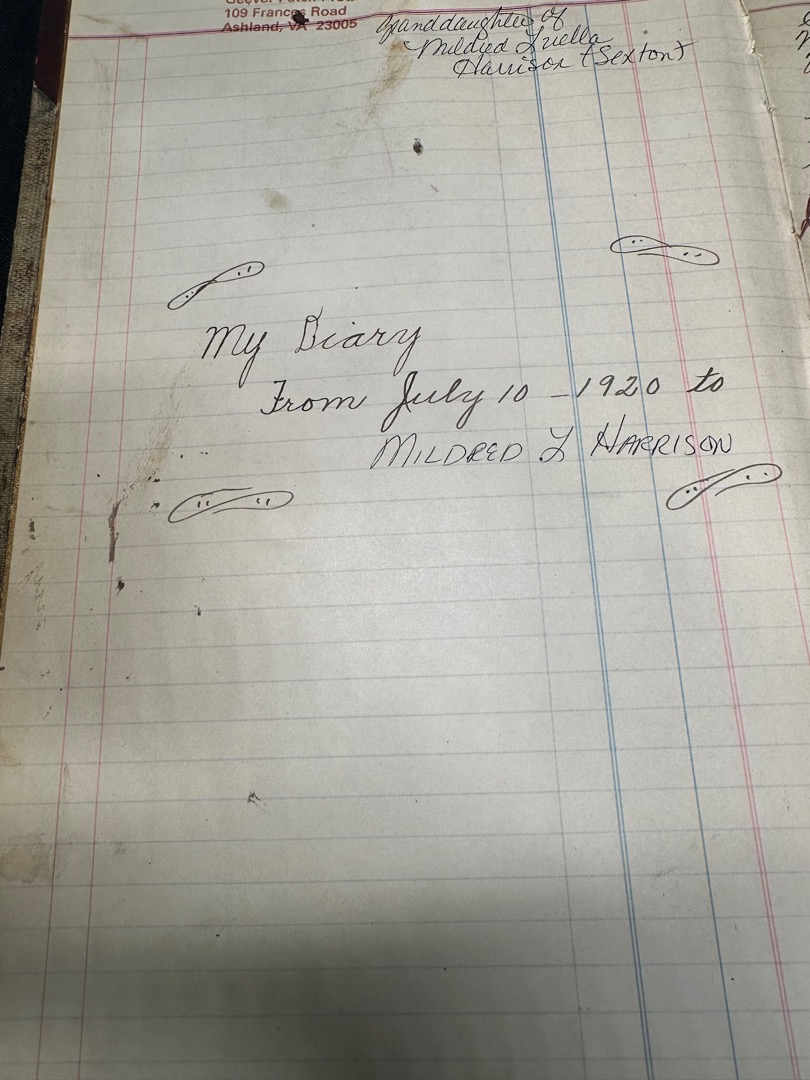 109 Frances Road
Ashland, VA 23005
Granddaughter of
Mildred Luella
Harrison (Sexton)
My Diary
From July 10 - 1920 to
MILDRED L HARRISON